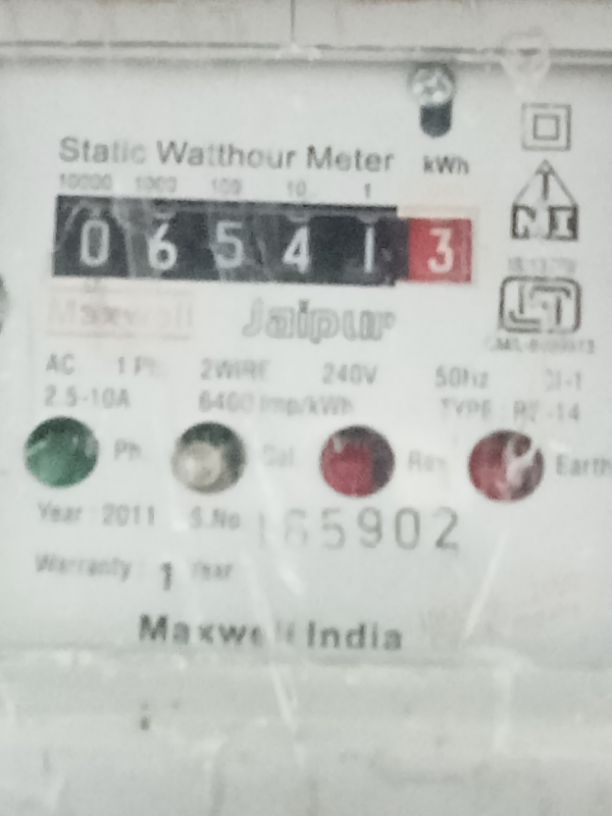 Static Watthour Meter kWh
10000 1000 100 10 1
0 6 5 4 1 3
Maxwell
Jaipur
AC 1 Ph 2WIRE 240V 50hz
2.5-10A 6400 imp/kWh TYPE
Ph. Cal Rev Earth
Year 2011 S.No 165902
Warranty 1 Year
Maxwell India